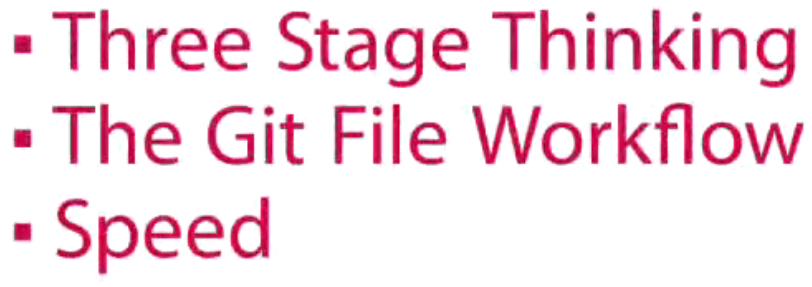 ▪ Three Stage Thinking
▪ The Git File Workflow
▪ Speed